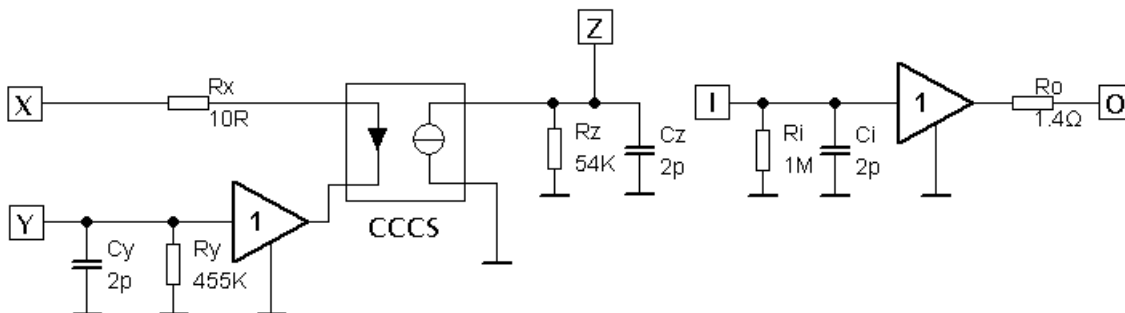 Z
X
Rx
10R
I
1
Ro
1.4Ω
O
Rz
54K
Cz
2p
Ri
1M
Ci
2p
Y
1
CCCS
Cy
2p
Ry
455K